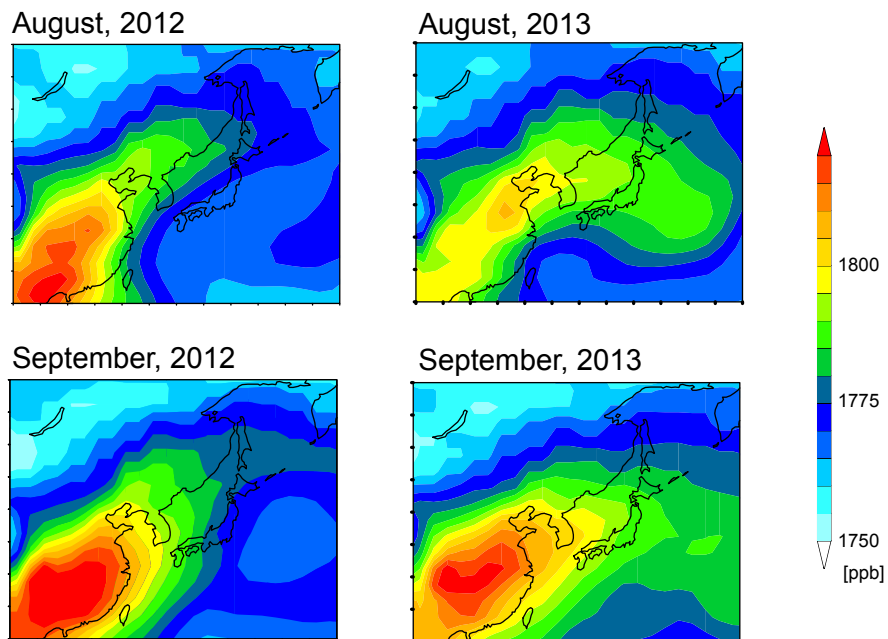 August, 2012
August, 2013
September, 2012
September, 2013
1800
1775
1750
[ppb]